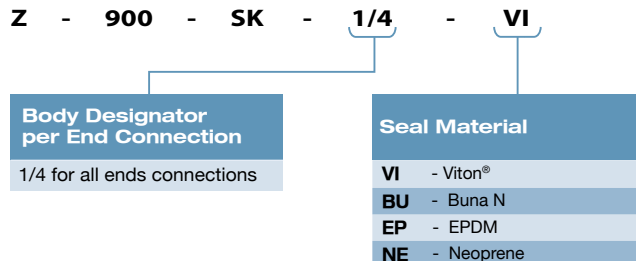 Z - 900 - SK - 1/4 - VI
Body Designator
per End Connection
1/4 for all ends connections
Seal Material
VI - Viton®
BU - Buna N
EP - EPDM
NE - Neoprene